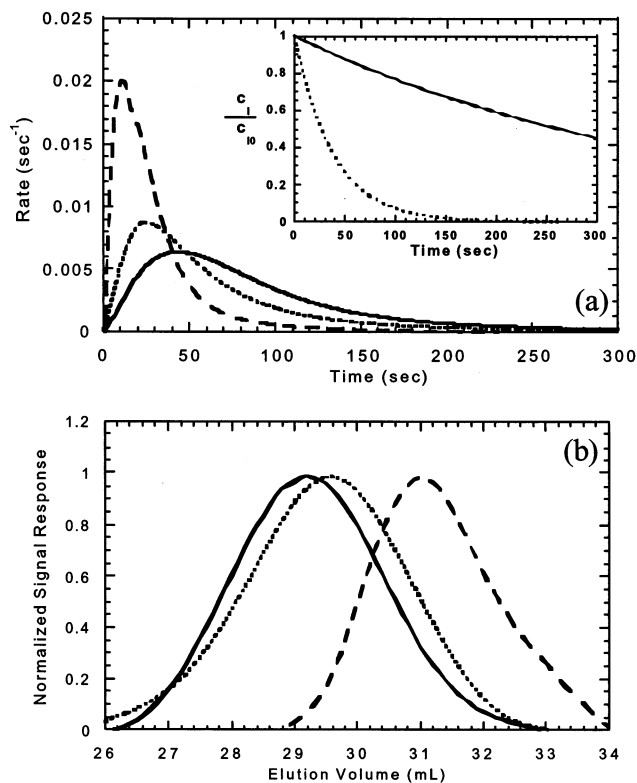 0.025
0.02
0.015
0.01
0.005
0
Rate (sec-1)
1
0.8
0.6
0.4
0.2
0
cI
cI0
0 50 100 150 200 250 300
Time (sec)
(a)
0 50 100 150 200 250 300
Time (sec)
1.2
1
0.8
0.6
0.4
0.2
0
Normalized Signal Response
(b)
26 27 28 29 30 31 32 33 34
Elution Volume (mL)